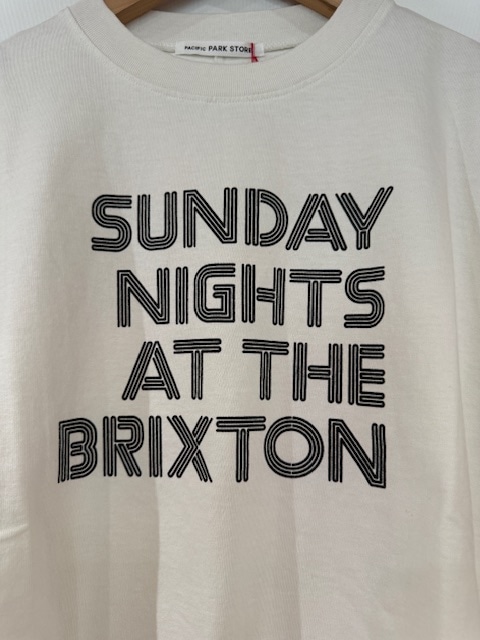 PACIFIC PARK STORE
SUNDAY
NIGHTS
AT THE
BRIXTON